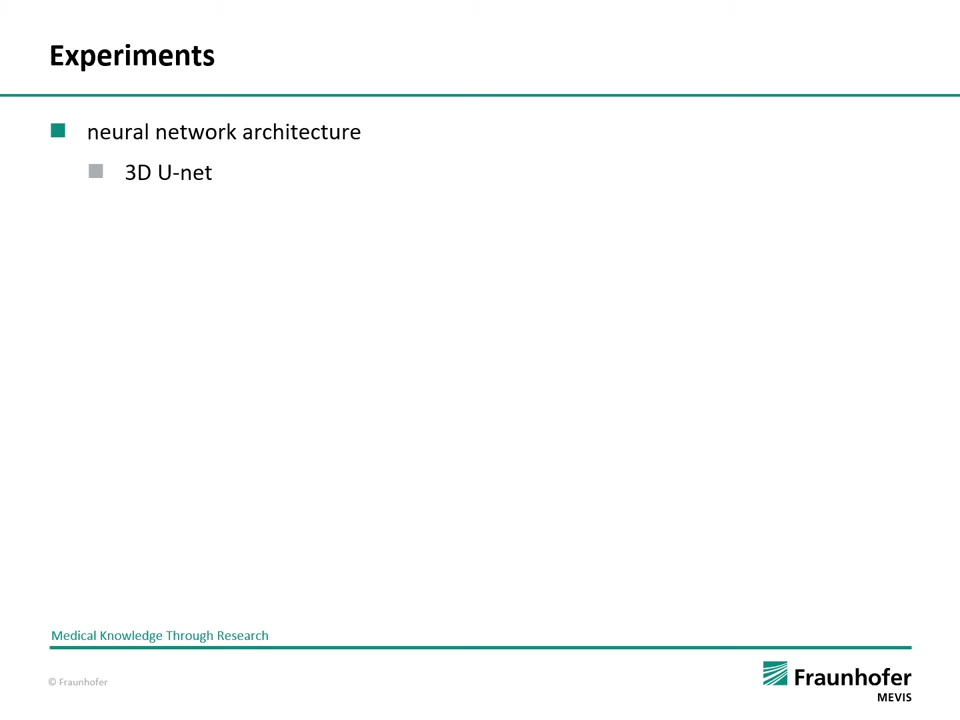 Experiments
neural network architecture
3D U-net
Medical Knowledge Through Research
© Fraunhofer
Fraunhofer
MEVIS